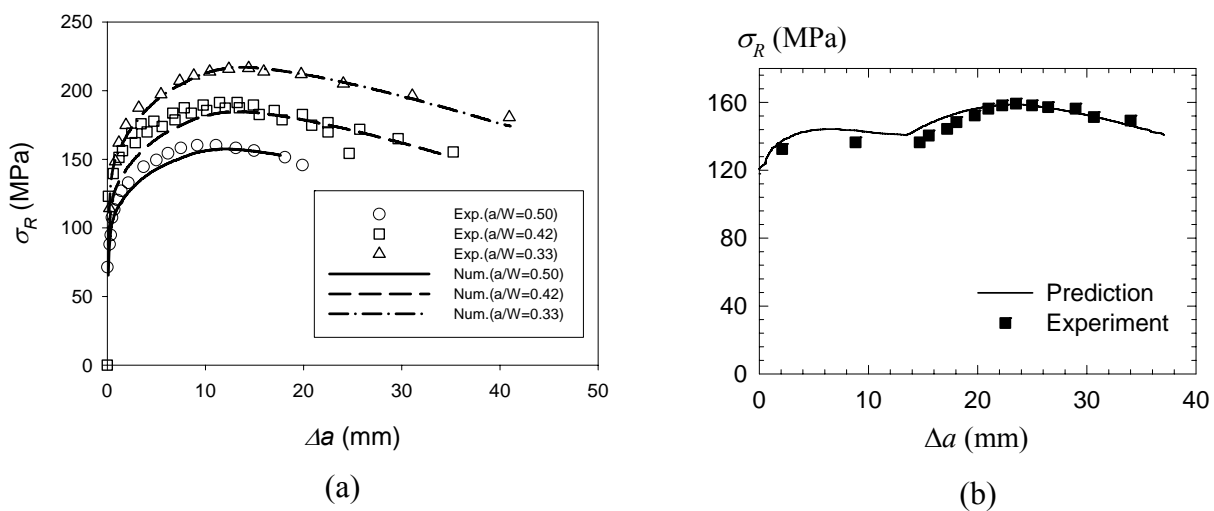 250
200
150
100
50
0
σR (MPa)
Exp.(a/W=0.50)
Exp.(a/W=0.42)
Exp.(a/W=0.33)
Num.(a/W=0.50)
Num.(a/W=0.42)
Num.(a/W=0.33)
0 10 20 30 40 50
Δa (mm)
(a)
σR (MPa)
160
120
80
40
0
Prediction
Experiment
0 10 20 30 40
Δa (mm)
(b)